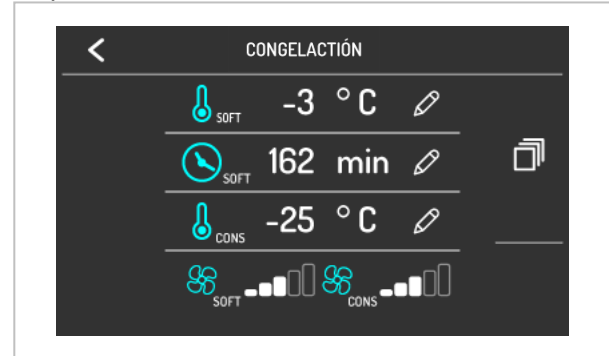 CONGELACTIÓN
SOFT -3 °C
SOFT 162 min
CONS -25 °C
SOFT CONS